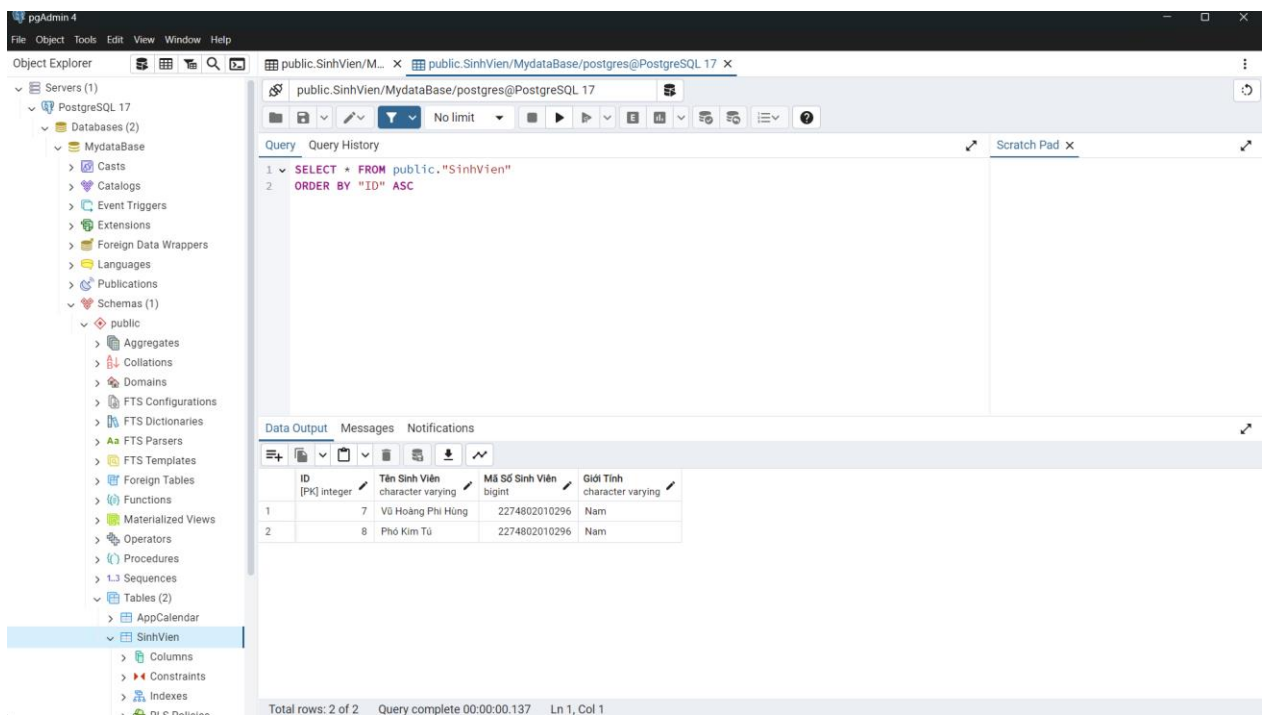 pgAdmin 4
File Object Tools Edit View Window Help
Object Explorer
public.SinhVien/M...
public.SinhVien/MydataBase/postgres@PostgreSQL 17
Servers (1)
PostgreSQL 17
Databases (2)
MydataBase
Casts
Catalogs
Event Triggers
Extensions
Foreign Data Wrappers
Languages
Publications
Schemas (1)
public
Aggregates
Collations
Domains
FTS Configurations
FTS Dictionaries
FTS Parsers
FTS Templates
Foreign Tables
Functions
Materialized Views
Operators
Procedures
Sequences
Tables (2)
AppCalendar
SinhVien
Columns
Constraints
Indexes
RLS Policies
public.SinhVien/MydataBase/postgres@PostgreSQL 17
No limit
Query Query History
Scratch Pad
1 SELECT * FROM public."SinhVien"
2 ORDER BY "ID" ASC
Data Output Messages Notifications
ID Tên Sinh Viên Mã Số Sinh Viên Giới Tính
[PK] integer character varying bigint character varying
1 7 Vũ Hoàng Phi Hùng 2274802010296 Nam
2 8 Phó Kim Tú 2274802010296 Nam
Total rows: 2 of 2 Query complete 00:00:00.137 Ln 1, Col 1